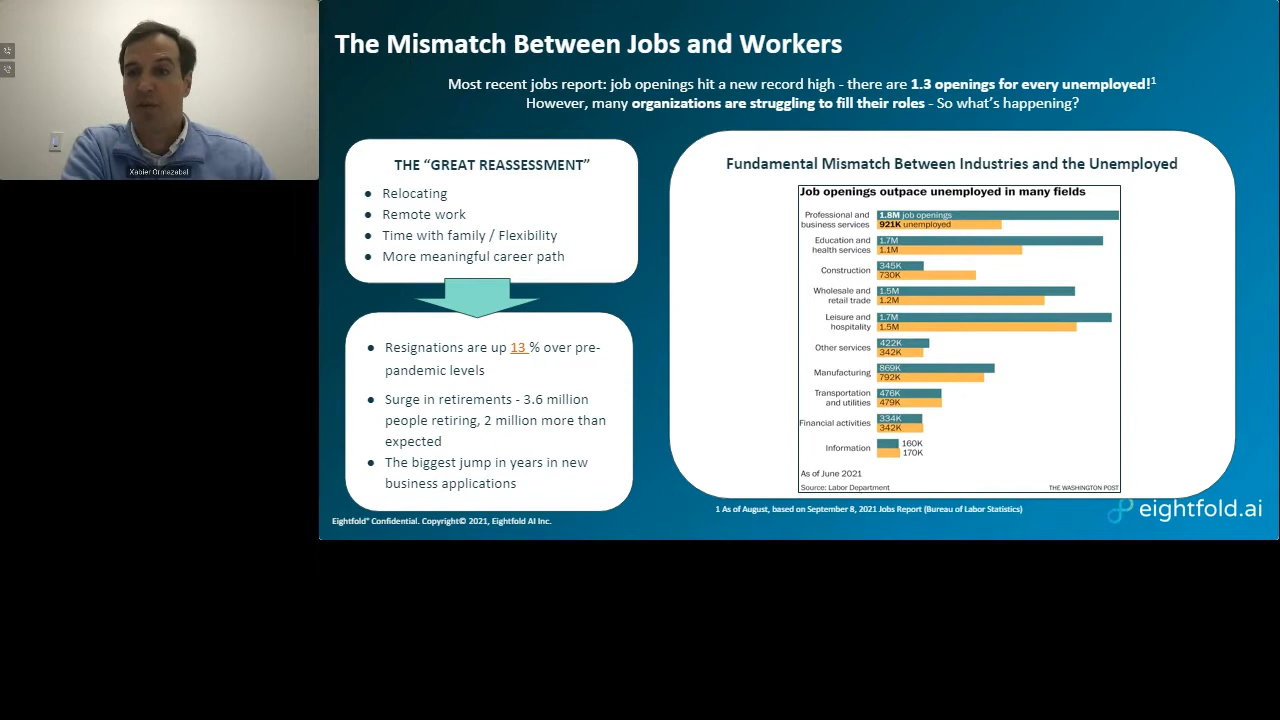 Xabier Ormazabal
The Mismatch Between Jobs and Workers
Most recent jobs report: job openings hit a new record high - there are 1.3 openings for every unemployed!1
However, many organizations are struggling to fill their roles - So what's happening?
THE “GREAT REASSESSMENT”
● Relocating
● Remote work
● Time with family / Flexibility
● More meaningful career path
● Resignations are up 13 % over pre-
pandemic levels
● Surge in retirements - 3.6 million
people retiring, 2 million more than
expected
● The biggest jump in years in new
business applications
Fundamental Mismatch Between Industries and the Unemployed
Job openings outpace unemployed in many fields
Professional and
business services
1.8M job openings
921K unemployed
Education and
health services
1.7M
1.1M
Construction
345K
730K
Wholesale and
retail trade
1.5M
1.2M
Leisure and
hospitality
1.7M
1.5M
Other services
422K
342K
Manufacturing
869K
792K
Transportation
and utilities
476K
479K
Financial activities
334K
342K
Information
160K
170K
As of June 2021
Source: Labor Department
THE WASHINGTON POST
1 As of August, based on September 8, 2021 Jobs Report (Bureau of Labor Statistics)
Eightfold® Confidential. Copyright© 2021, Eightfold AI Inc.
eightfold.ai